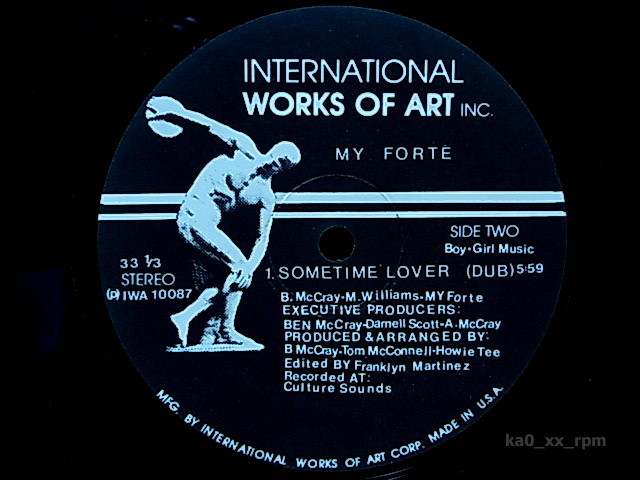 INTERNATIONAL
WORKS OF ART INC.
MY FORTE
SIDE TWO
Boy•Girl Music
33 1/3
STEREO
(P) IWA 10087
1. SOMETIME LOVER (DUB) 5:59
B. McCray-M. Williams-MY Forte
EXECUTIVE PRODUCERS:
BEN McCray-Darnell Scott-A. McCray
PRODUCED & ARRANGED BY:
B McCray-Tom McConnell-Howie Tee
Edited BY Franklyn Martinez
Recorded AT:
Culture Sounds
MFG. BY INTERNATIONAL WORKS OF ART CORP. MADE IN U.S.A.
ka0_xx_rpm